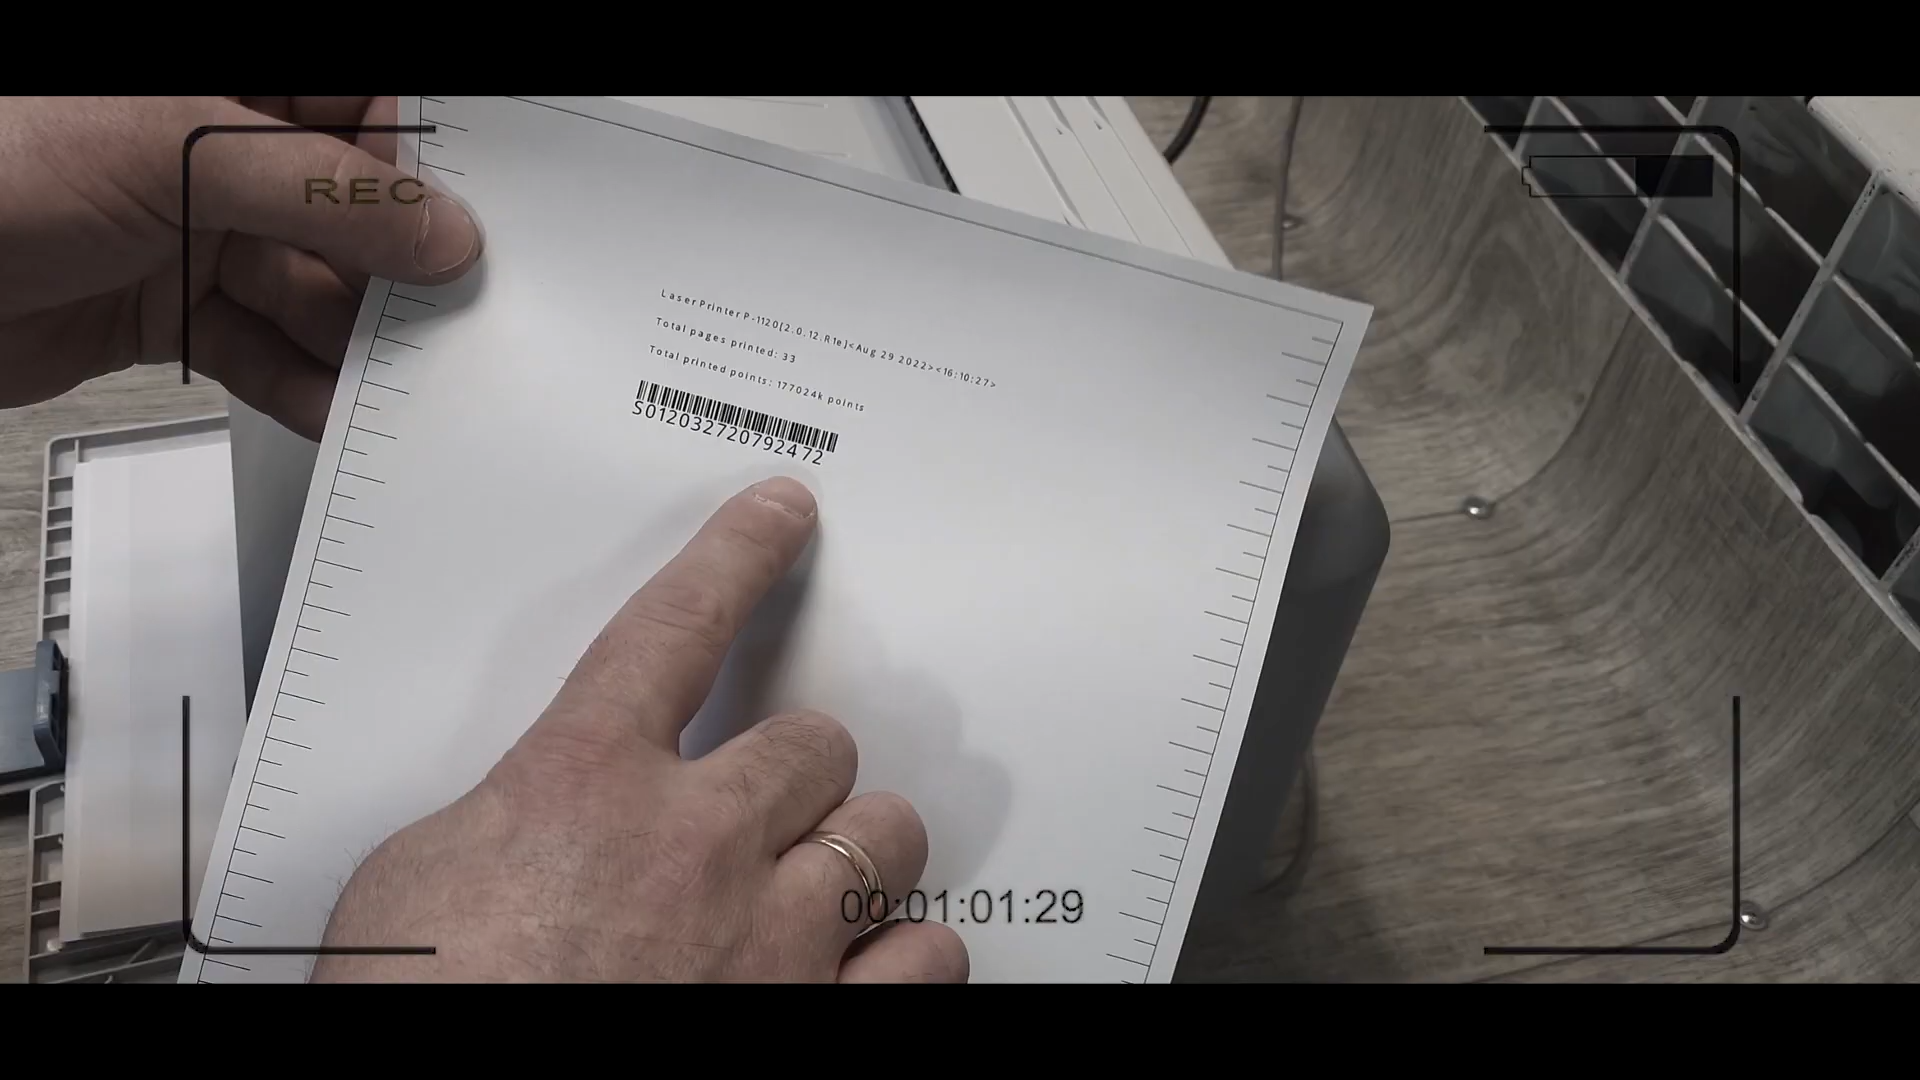 REC
Laser Printer P-1120[2.0.12.R1e]<Aug 29 2022><16:10:27>
Total pages printed: 33
Total printed points: 177024k points
S012032720792472
00:01:01:29